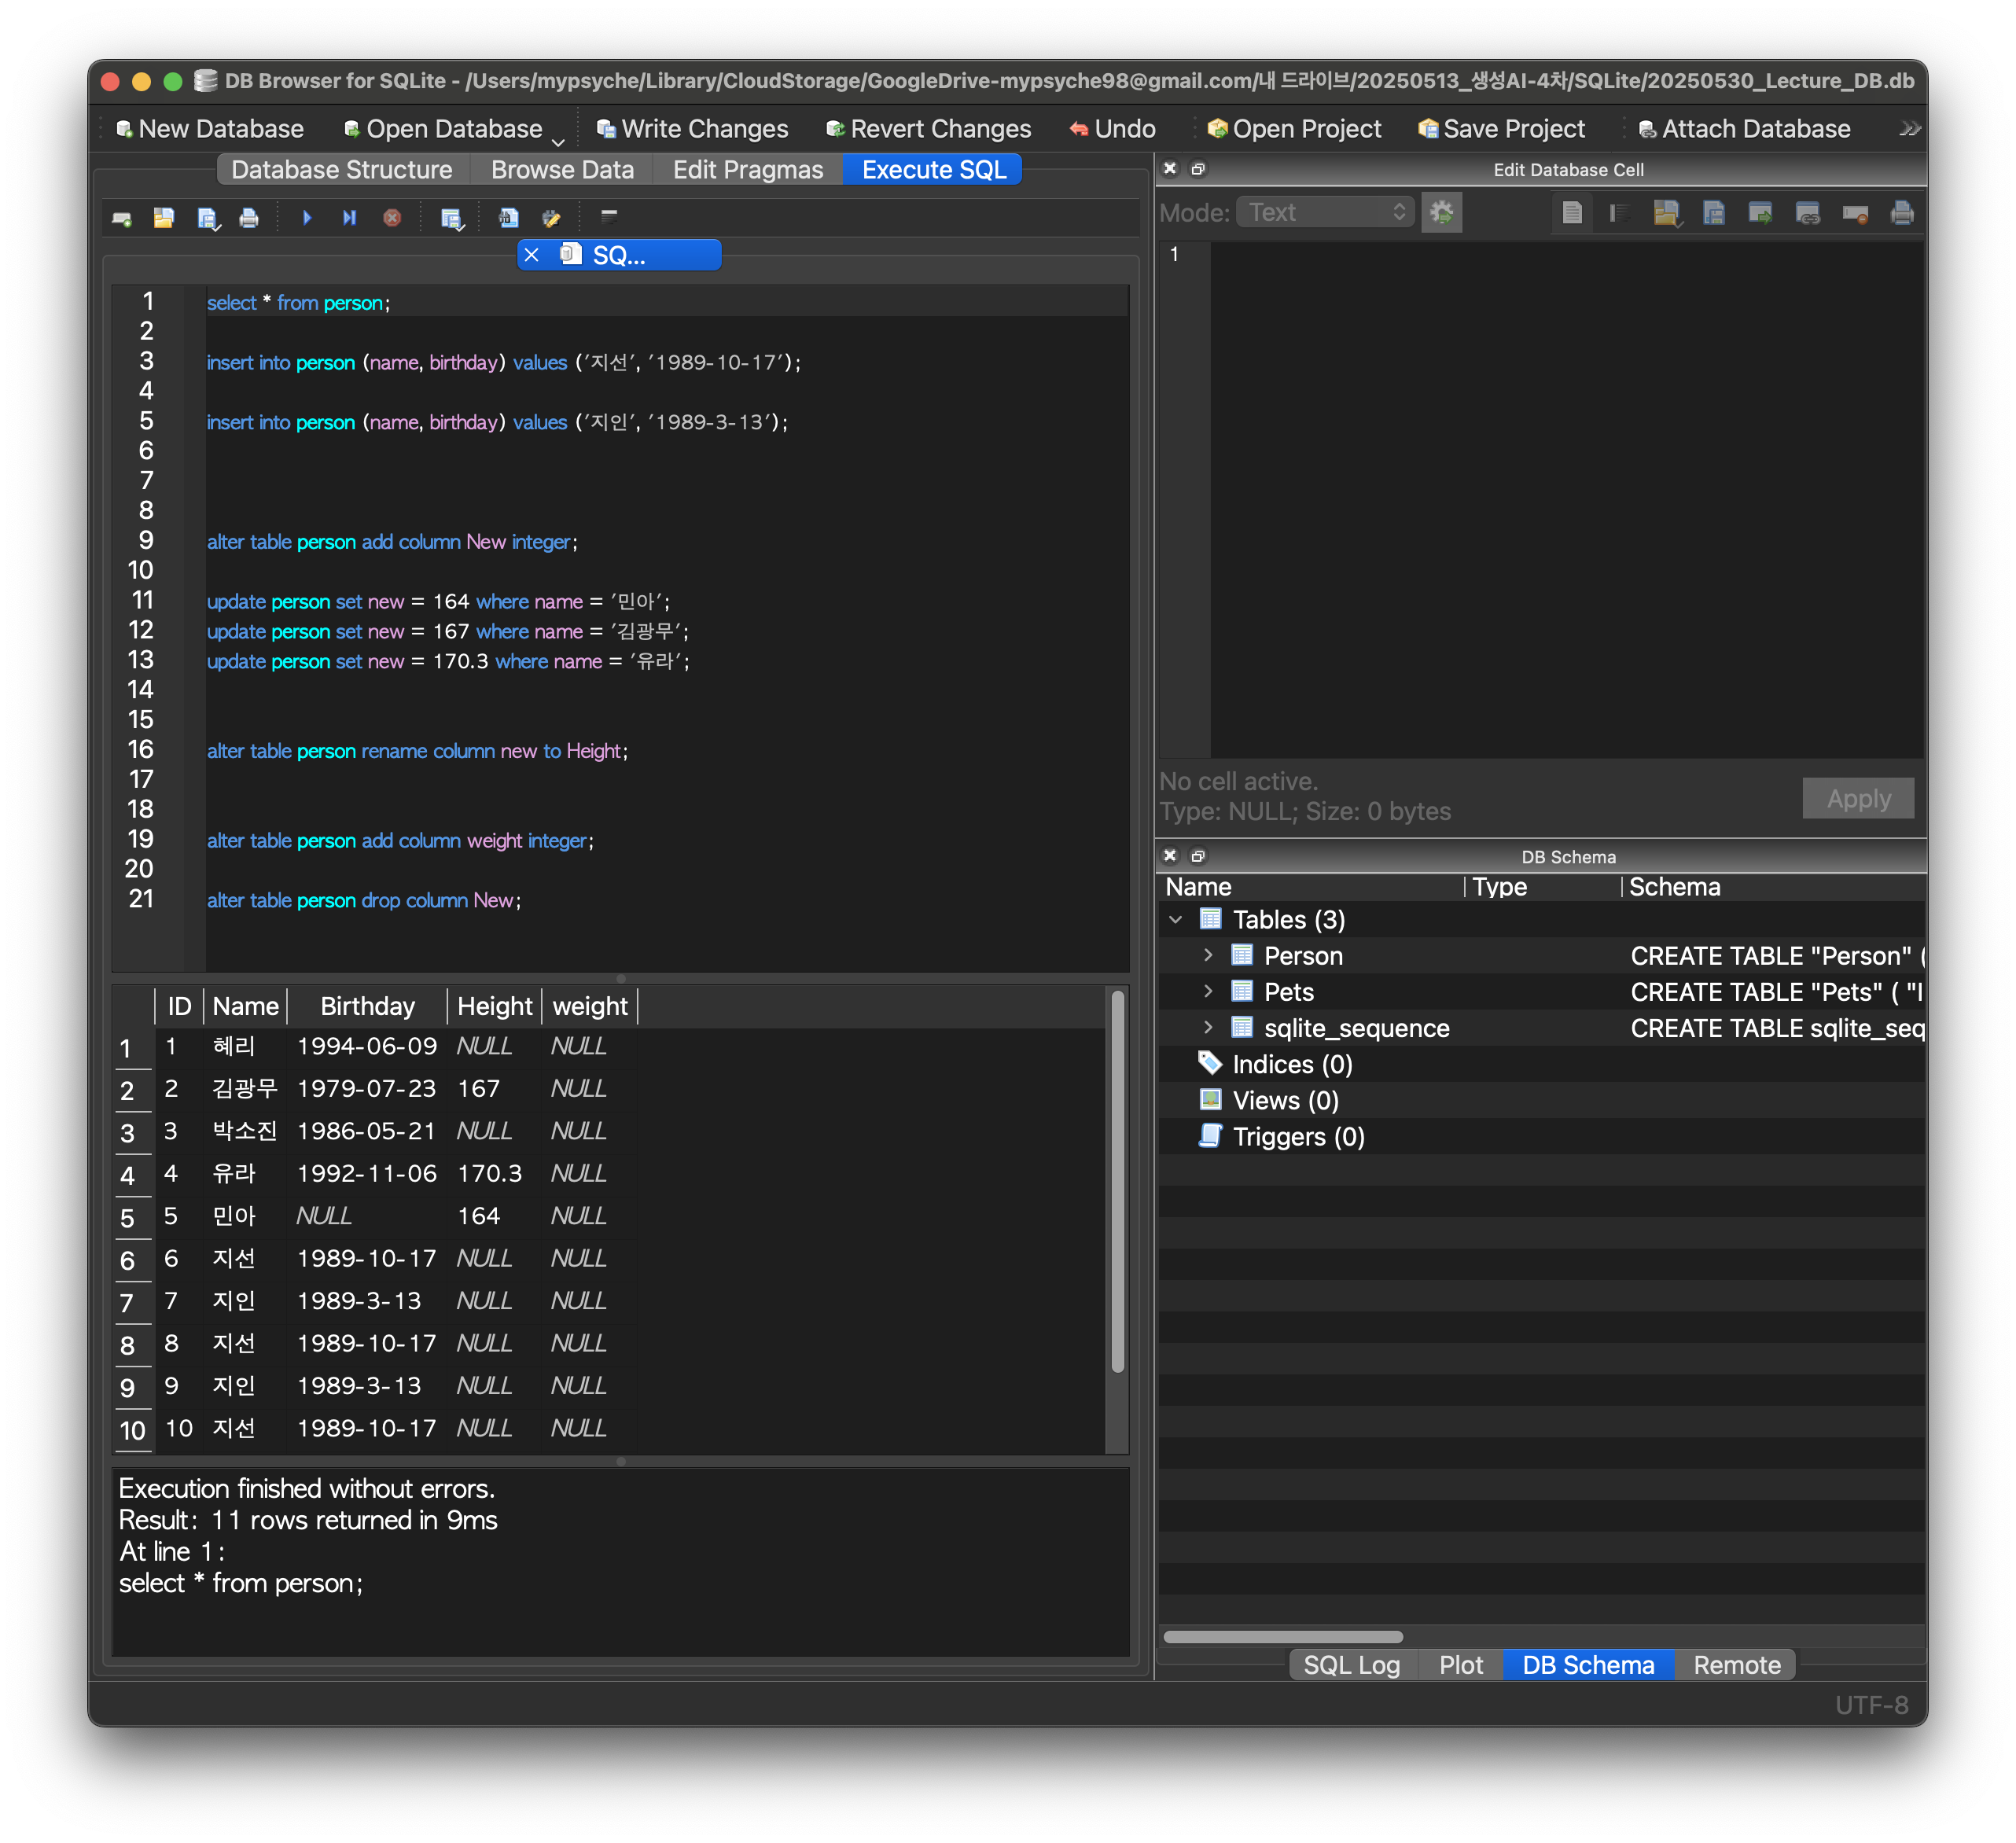 DB Browser for SQLite - /Users/mypsyche/Library/CloudStorage/GoogleDrive-mypsyche98@gmail.com/내 드라이브/20250513_생성AI-4차/SQLite/20250530_Lecture_DB.db
New Database Open Database Write Changes Revert Changes Undo Open Project Save Project Attach Database
Database Structure Browse Data Edit Pragmas Execute SQL
SQ...
1 select * from person;
2
3 insert into person (name, birthday) values ('지선', '1989-10-17');
4
5 insert into person (name, birthday) values ('지인', '1989-3-13');
6
7
8
9 alter table person add column New integer;
10
11 update person set new = 164 where name = '민아';
12 update person set new = 167 where name = '김광무';
13 update person set new = 170.3 where name = '유라';
14
15
16 alter table person rename column new to Height;
17
18
19 alter table person add column weight integer;
20
21 alter table person drop column New;
ID Name Birthday Height weight
1 1 혜리 1994-06-09 NULL NULL
2 2 김광무 1979-07-23 167 NULL
3 3 박소진 1986-05-21 NULL NULL
4 4 유라 1992-11-06 170.3 NULL
5 5 민아 NULL 164 NULL
6 6 지선 1989-10-17 NULL NULL
7 7 지인 1989-3-13 NULL NULL
8 8 지선 1989-10-17 NULL NULL
9 9 지인 1989-3-13 NULL NULL
10 10 지선 1989-10-17 NULL NULL
Execution finished without errors.
Result: 11 rows returned in 9ms
At line 1:
select * from person;
Edit Database Cell
Mode: Text
1
No cell active.
Type: NULL; Size: 0 bytes
Apply
DB Schema
Name Type Schema
Tables (3)
Person CREATE TABLE "Person" (
Pets CREATE TABLE "Pets" ( "I
sqlite_sequence CREATE TABLE sqlite_seq
Indices (0)
Views (0)
Triggers (0)
SQL Log Plot DB Schema Remote
UTF-8